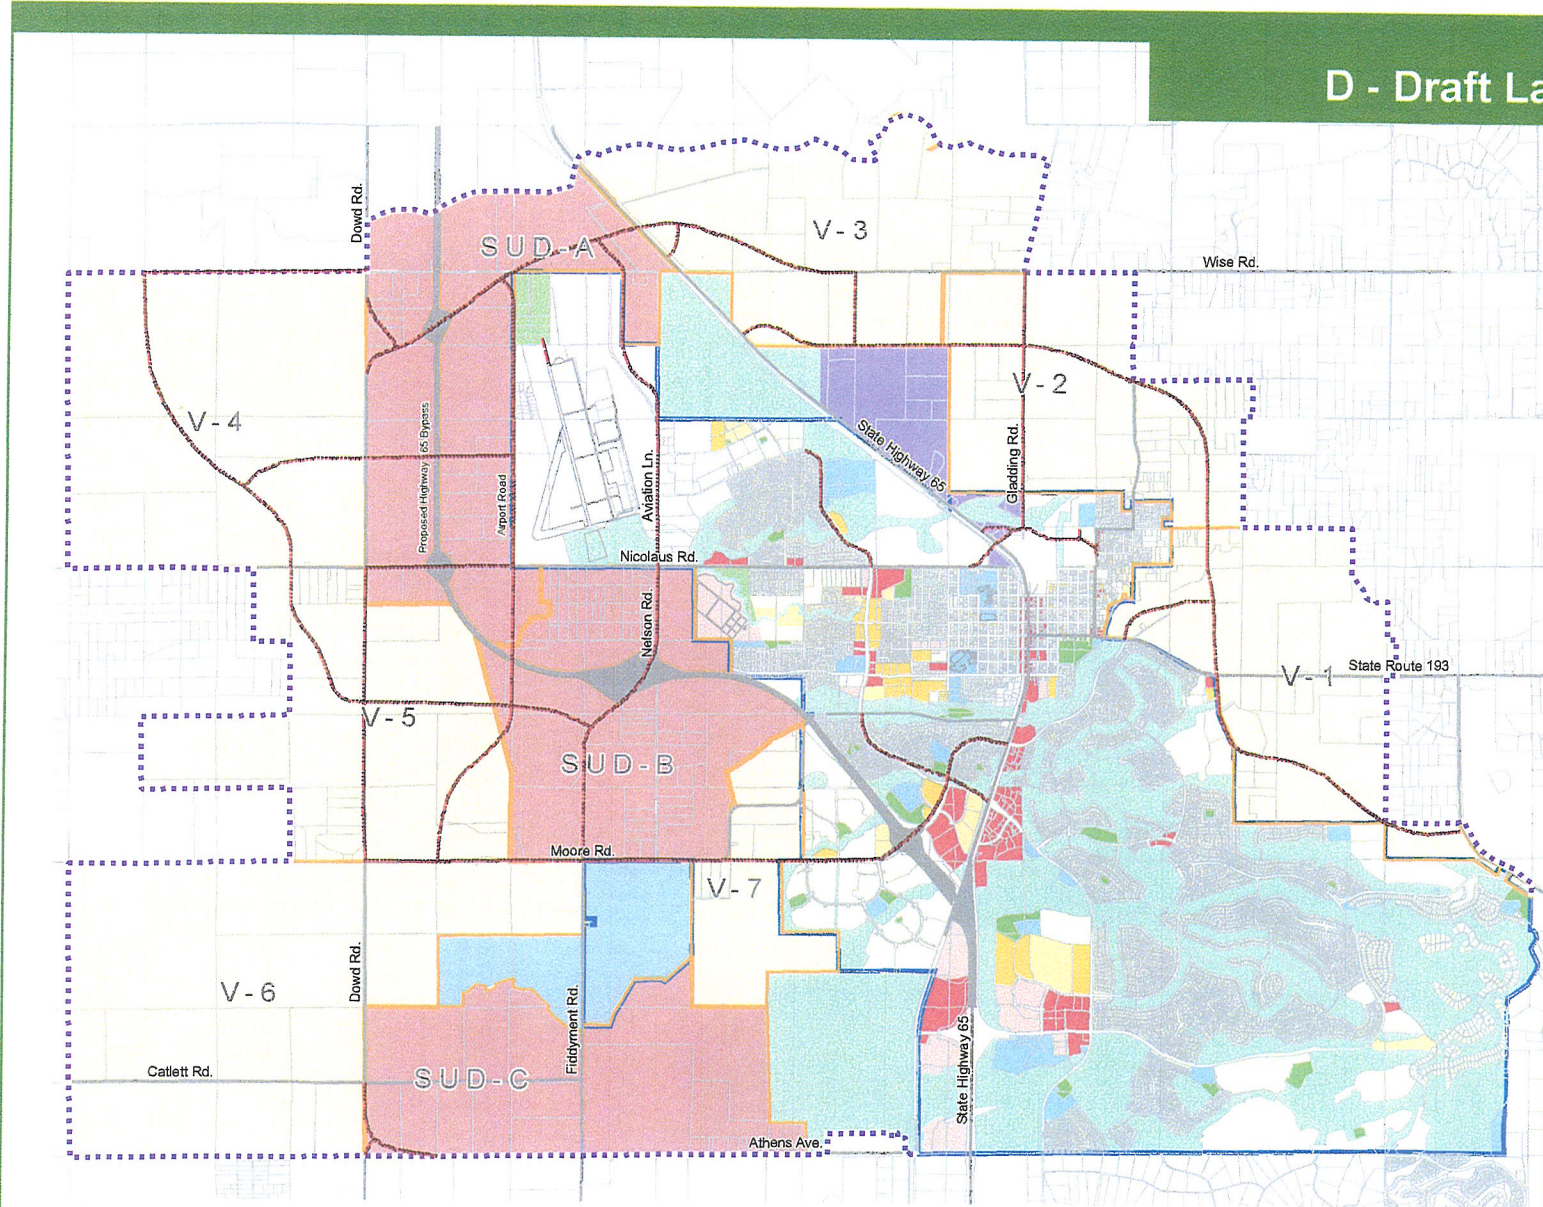 D - Draft La
Dowd Rd.
SUD-A
V-3
Wise Rd.
V-4
V-2
Proposed Highway 65 Bypass
Airport Road
Aviation Ln.
State Highway 65
Gladding Rd.
Nicolaus Rd.
Nelson Rd.
V-1
State Route 193
V-5
SUD-B
Moore Rd.
V-7
V-6
Dowd Rd.
Fiddyment Rd.
State Highway 65
Catlett Rd.
SUD-C
Athens Ave.